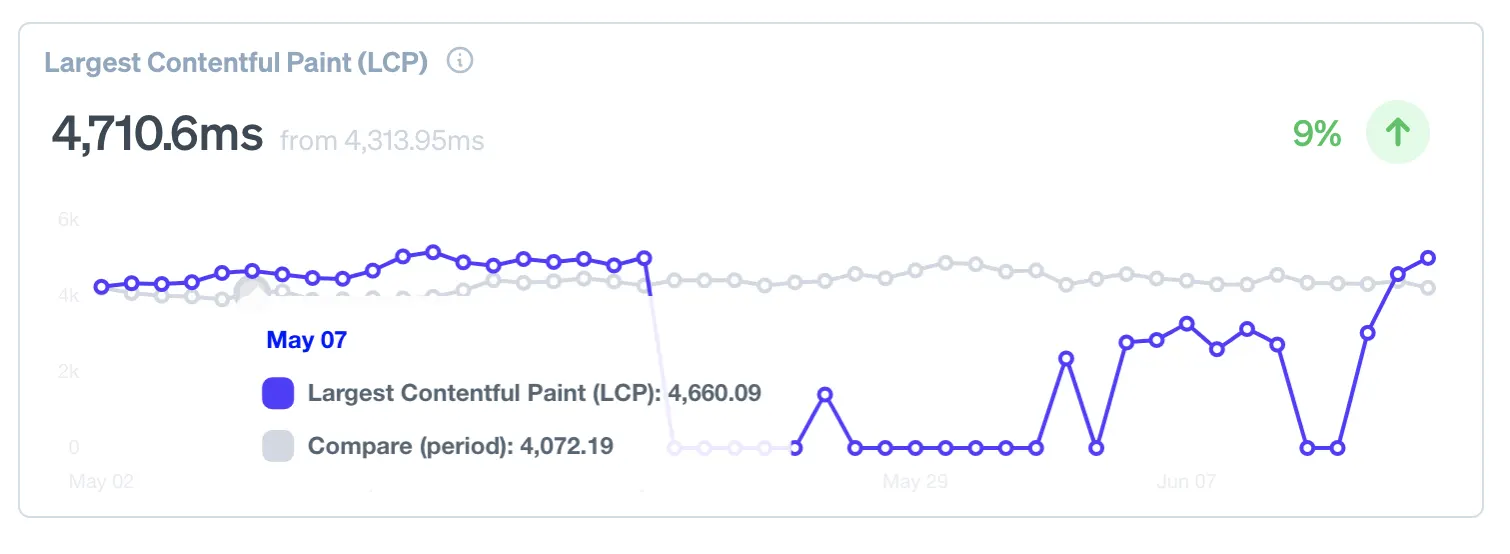 Largest Contentful Paint (LCP)
4,710.6ms from 4,313.95ms
9%
6k
4k
May 07
2k
Largest Contentful Paint (LCP): 4,660.09
0
Compare (period): 4,072.19
May 02
May 29
Jun 07